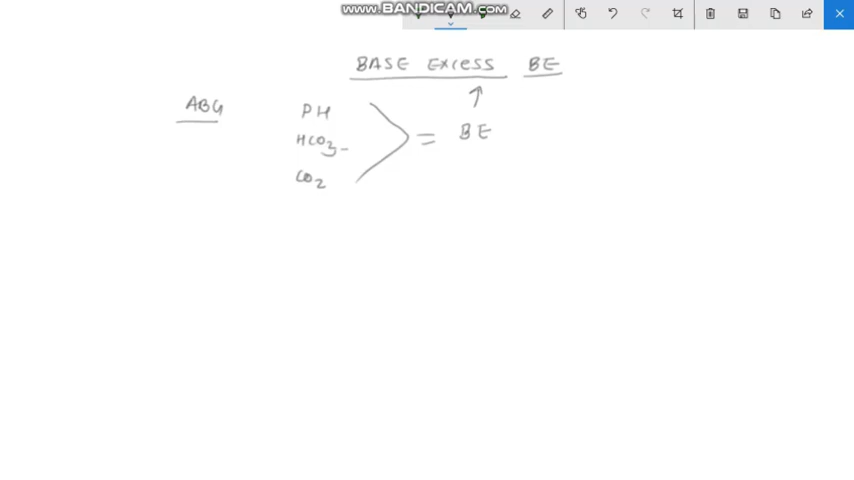 www.BANDICAM.com
BASE Excess BE
ABG PH
HCO3-
= BE
CO2